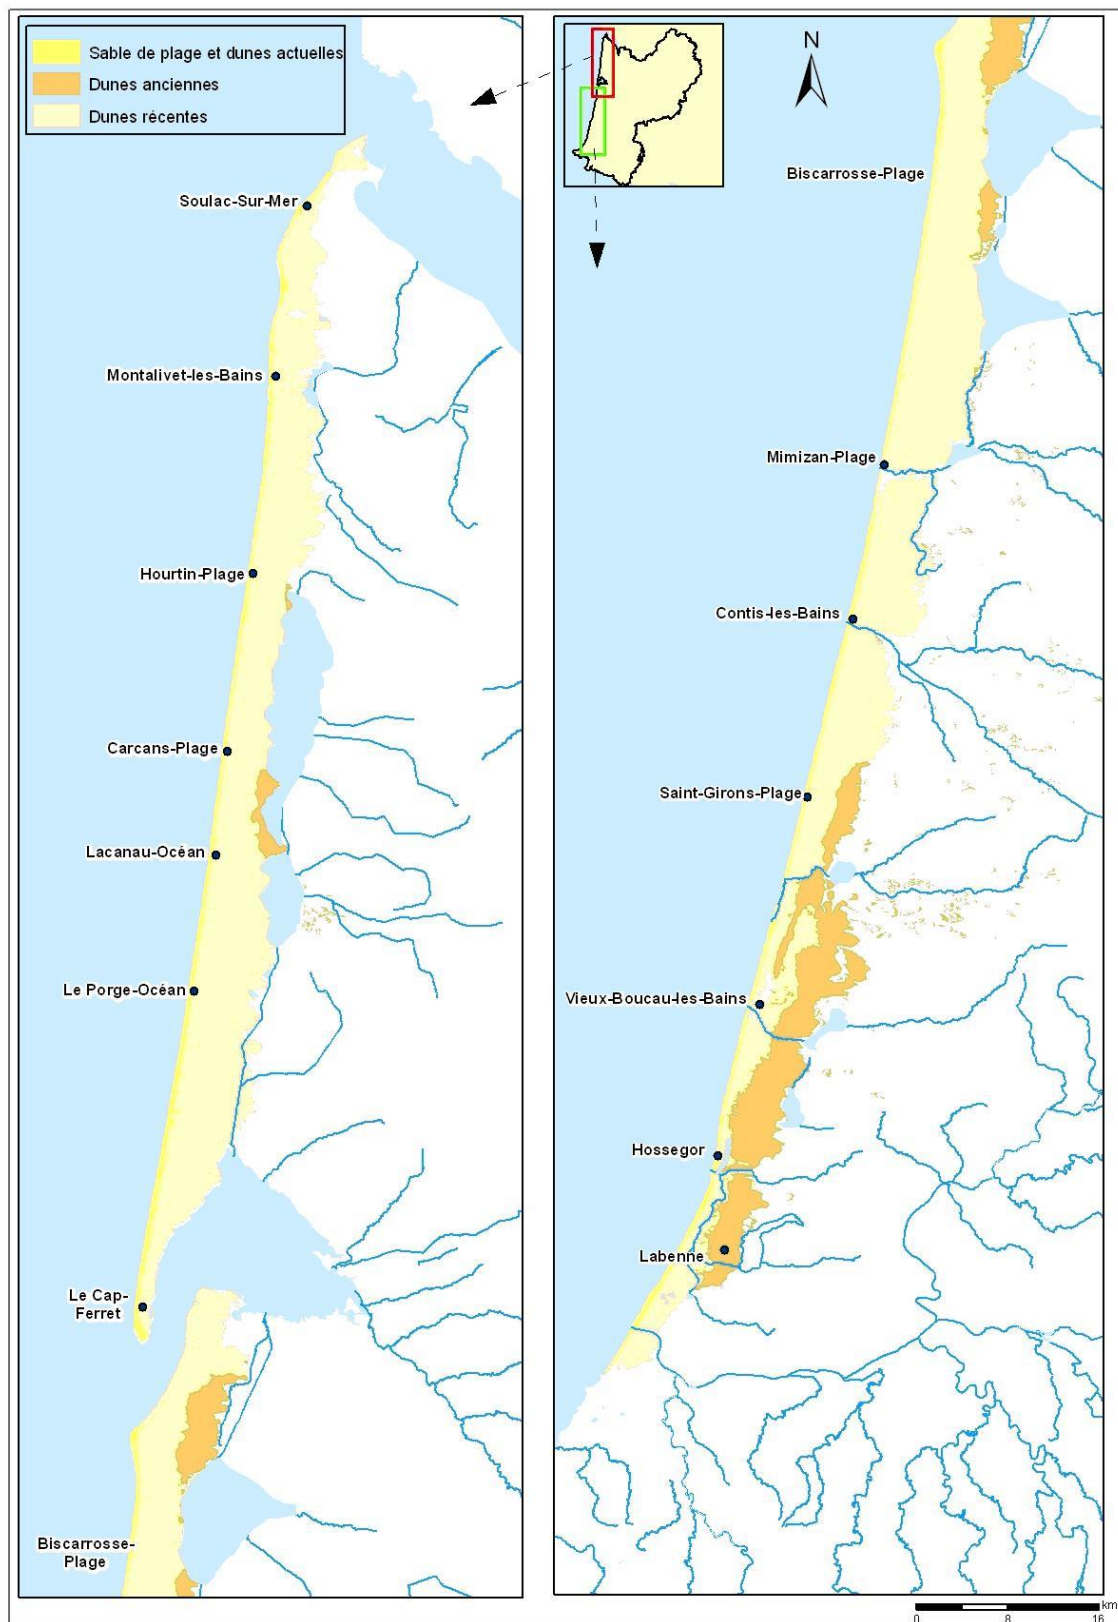 Sable de plage et dunes actuelles
Dunes anciennes
Dunes récentes
Soulac-Sur-Mer
Montalivet-les-Bains
Hourtin-Plage
Carcans-Plage
Lacanau-Océan
Le Porge-Océan
Le Cap-
Ferret
Biscarrosse-
Plage
N
Biscarrosse-Plage
Mimizan-Plage
Contis-les-Bains
Saint-Girons-Plage
Vieux-Boucau-les-Bains
Hossegor
Labenne
km
0 8 16